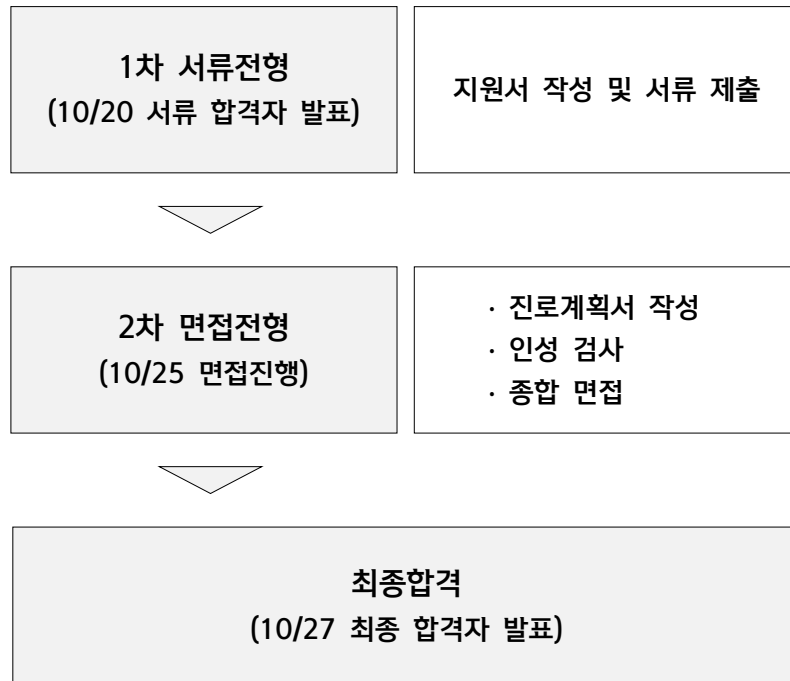 1차 서류전형
(10/20 서류 합격자 발표)
지원서 작성 및 서류 제출
2차 면접전형
(10/25 면접진행)
· 진로계획서 작성
· 인성 검사
· 종합 면접
최종합격
(10/27 최종 합격자 발표)